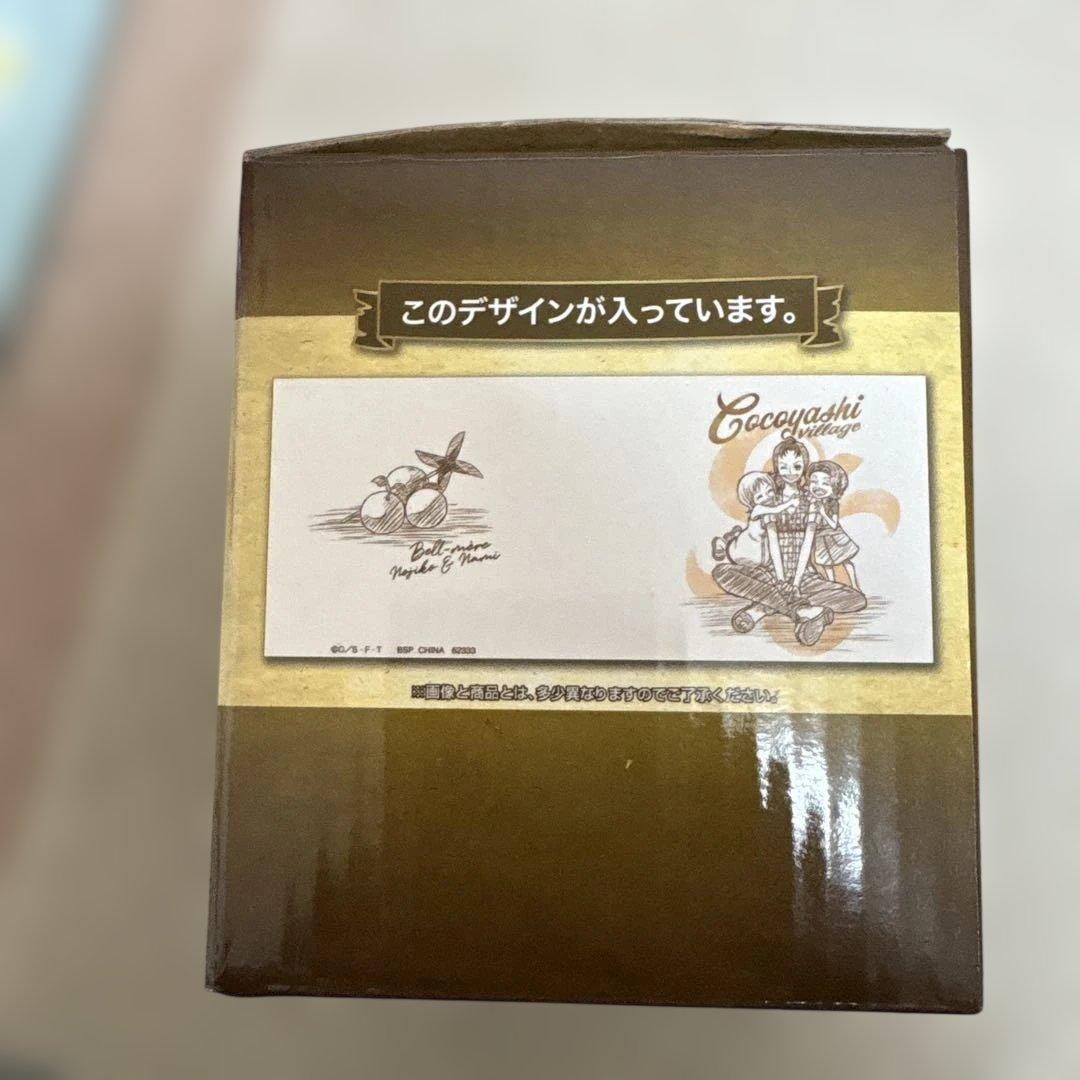 このデザインが入っています。
Cocoyashi
village
Bell-mère
Nojiko & Nami
©O/S・F・T BSP CHINA 62333
※画像と商品とは、多少異なりますのでご了承ください。